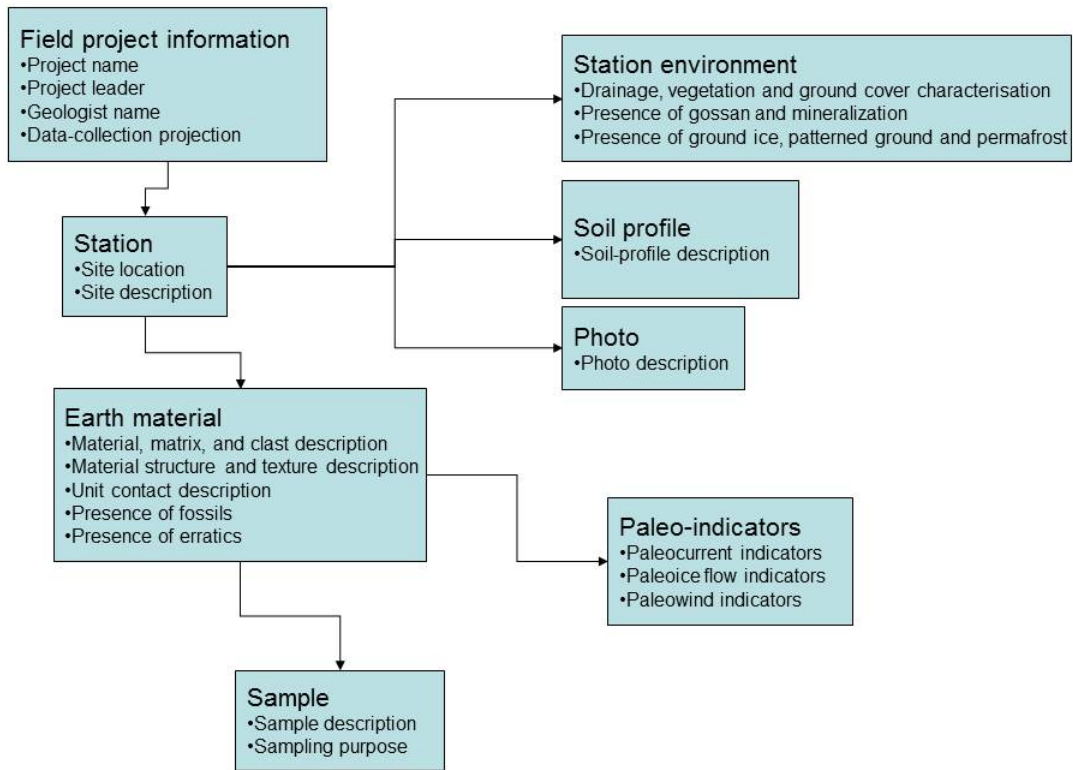 Field project information
•Project name
•Project leader
•Geologist name
•Data-collection projection
Station environment
•Drainage, vegetation and ground cover characterisation
•Presence of gossan and mineralization
•Presence of ground ice, patterned ground and permafrost
Station
•Site location
•Site description
Soil profile
•Soil-profile description
Photo
•Photo description
Earth material
•Material, matrix, and clast description
•Material structure and texture description
•Unit contact description
•Presence of fossils
•Presence of erratics
Paleo-indicators
•Paleocurrent indicators
•Paleoice flow indicators
•Paleowind indicators
Sample
•Sample description
•Sampling purpose